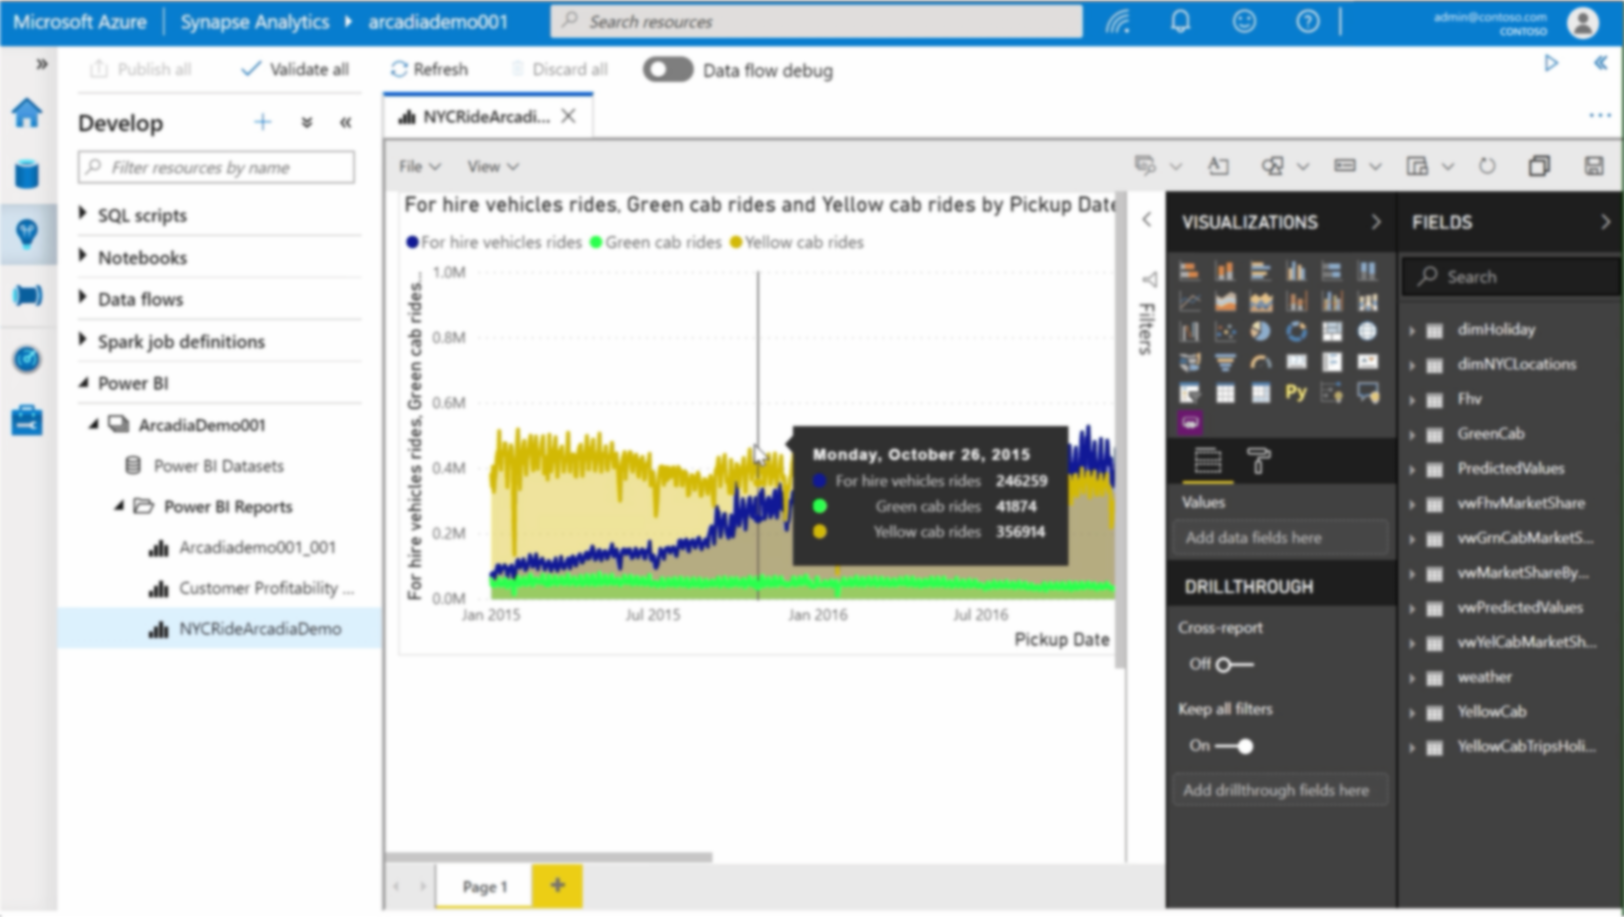 Microsoft Azure
Synapse Analytics
arcadiademo001
Search resources
admin@contoso.com
CONTOSO
Publish all
Validate all
Refresh
Discard all
Data flow debug
Develop
Filter resources by name
SQL scripts
Notebooks
Data flows
Spark job definitions
Power BI
ArcadiaDemo001
Power BI Datasets
Power BI Reports
Arcadiademo001_001
Customer Profitability ...
NYCRideArcadiaDemo
NYCRideArcadi...
File
View
For hire vehicles rides, Green cab rides and Yellow cab rides by Pickup Date
For hire vehicles rides
Green cab rides
Yellow cab rides
For hire vehicles rides, Green cab rides...
1.0M
0.8M
0.6M
0.4M
0.2M
0.0M
Jan 2015
Jul 2015
Jan 2016
Jul 2016
Pickup Date
Monday, October 26, 2015
For hire vehicles rides 246259
Green cab rides 41874
Yellow cab rides 356914
Page 1
Filters
VISUALIZATIONS
Py
Values
Add data fields here
DRILLTHROUGH
Cross-report
Off
Keep all filters
On
Add drillthrough fields here
FIELDS
Search
dimHoliday
dimNYCLocations
Fhv
GreenCab
PredictedValues
vwFhvMarketShare
vwGrnCabMarketS...
vwMarketShareBy...
vwPredictedValues
vwYelCabMarketSh...
weather
YellowCab
YellowCabTripsHoli...